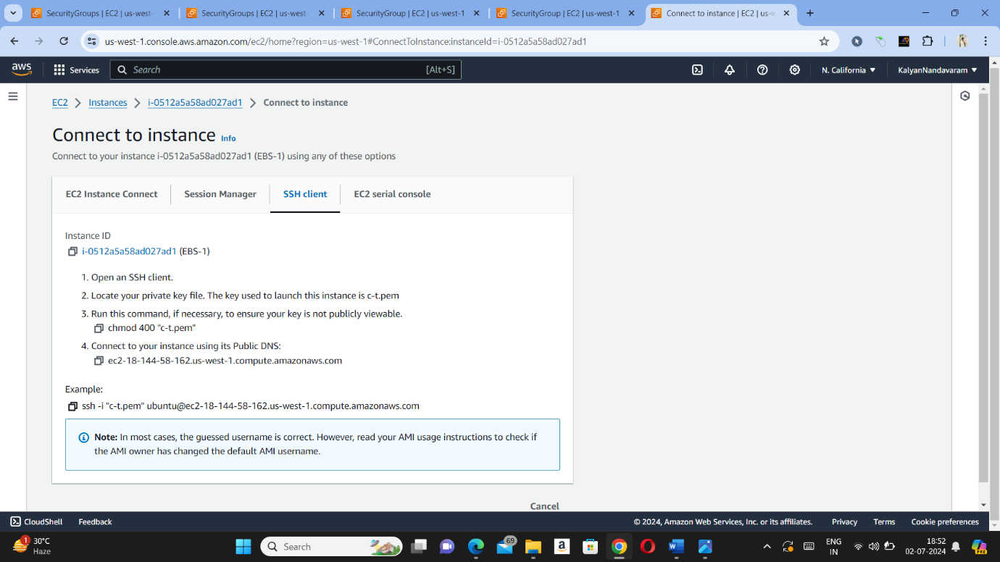 SecurityGroups | EC2 | us-west-
SecurityGroups | EC2 | us-west-
SecurityGroup | EC2 | us-west-1
SecurityGroup | EC2 | us-west-1
Connect to instance | EC2 | us-w
us-west-1.console.aws.amazon.com/ec2/home?region=us-west-1#ConnectToInstance:instanceId=i-0512a5a58ad027ad1
aws
Services
Search
[Alt+S]
N. California
KalyanNandavaram
EC2
Instances
i-0512a5a58ad027ad1
Connect to instance
Connect to instance Info
Connect to your instance i-0512a5a58ad027ad1 (EBS-1) using any of these options
EC2 Instance Connect
Session Manager
SSH client
EC2 serial console
Instance ID
i-0512a5a58ad027ad1 (EBS-1)
1. Open an SSH client.
2. Locate your private key file. The key used to launch this instance is c-t.pem
3. Run this command, if necessary, to ensure your key is not publicly viewable.
chmod 400 "c-t.pem"
4. Connect to your instance using its Public DNS:
ec2-18-144-58-162.us-west-1.compute.amazonaws.com
Example:
ssh -i "c-t.pem" ubuntu@ec2-18-144-58-162.us-west-1.compute.amazonaws.com
Note: In most cases, the guessed username is correct. However, read your AMI usage instructions to check if
the AMI owner has changed the default AMI username.
Cancel
CloudShell
Feedback
© 2024, Amazon Web Services, Inc. or its affiliates.
Privacy
Terms
Cookie preferences
1
30°C
Haze
Search
69
a
W
ENG
IN
18:52
02-07-2024
PRE